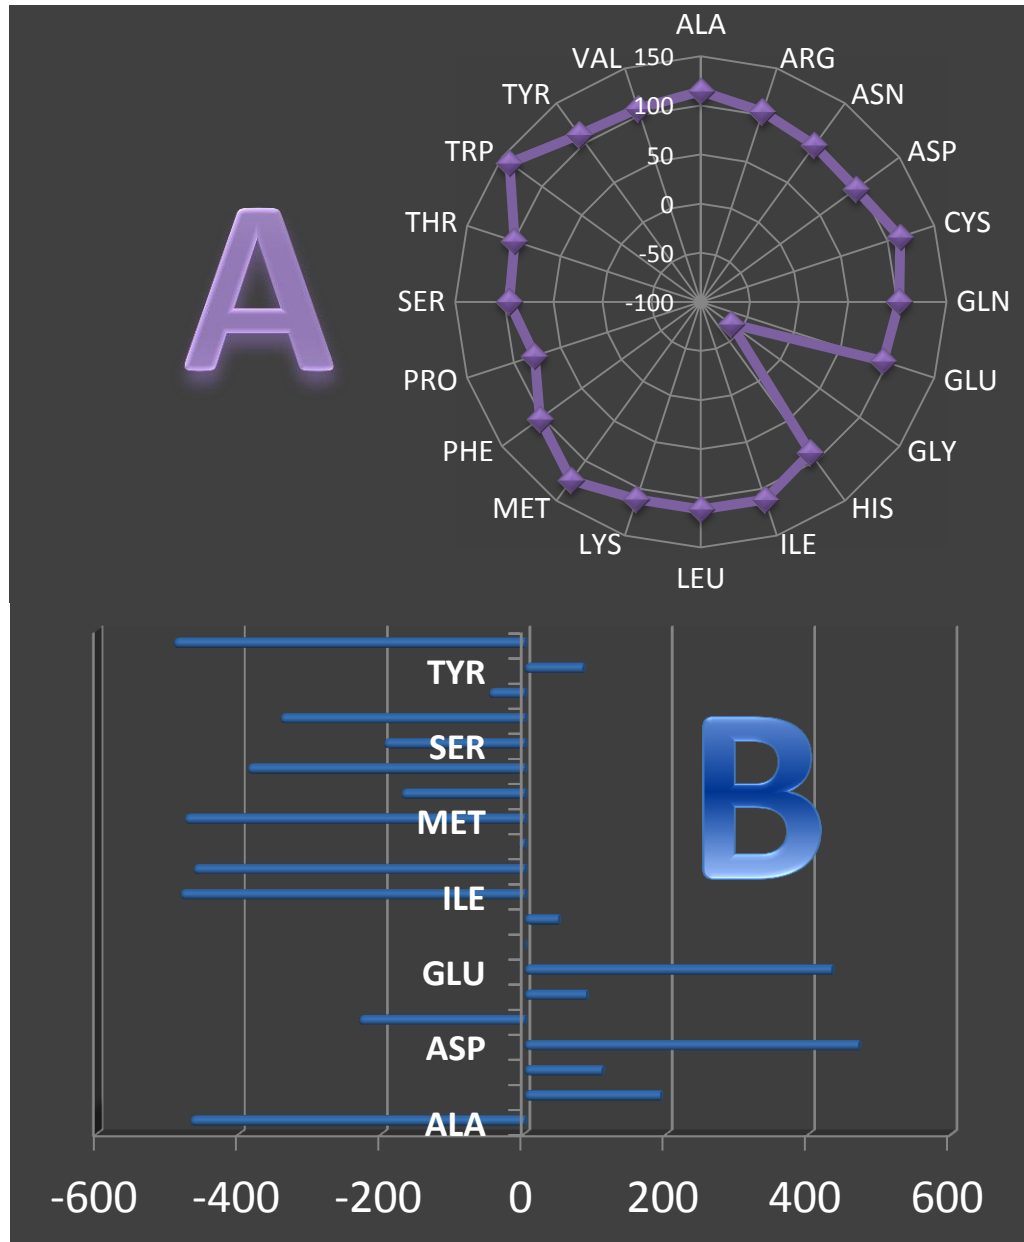 ALA
VAL 150 ARG
TYR ASN
100
TRP 50 ASP
THR 0 CYS
-50
SER -100 GLN
PRO GLU
PHE GLY
MET HIS
LYS ILE
LEU
A
TYR
SER
MET
ILE
GLU
ASP
ALA
B
-600 -400 -200 0 200 400 600